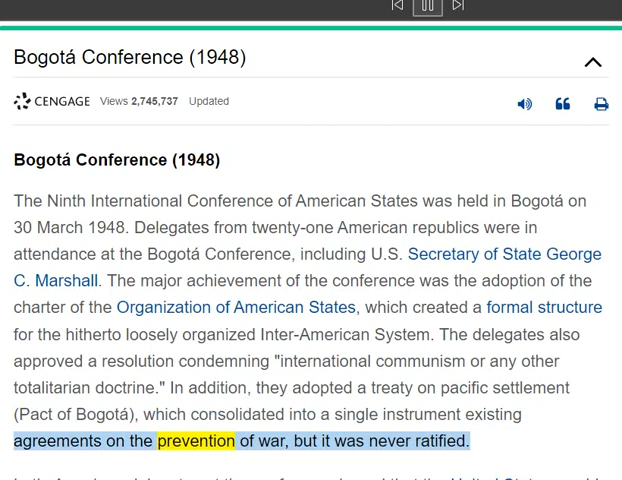 Bogotá Conference (1948)
CENGAGE Views 2,745,737 Updated
Bogotá Conference (1948)
The Ninth International Conference of American States was held in Bogotá on
30 March 1948. Delegates from twenty-one American republics were in
attendance at the Bogotá Conference, including U.S. Secretary of State George
C. Marshall. The major achievement of the conference was the adoption of the
charter of the Organization of American States, which created a formal structure
for the hitherto loosely organized Inter-American System. The delegates also
approved a resolution condemning "international communism or any other
totalitarian doctrine." In addition, they adopted a treaty on pacific settlement
(Pact of Bogotá), which consolidated into a single instrument existing
agreements on the prevention of war, but it was never ratified.